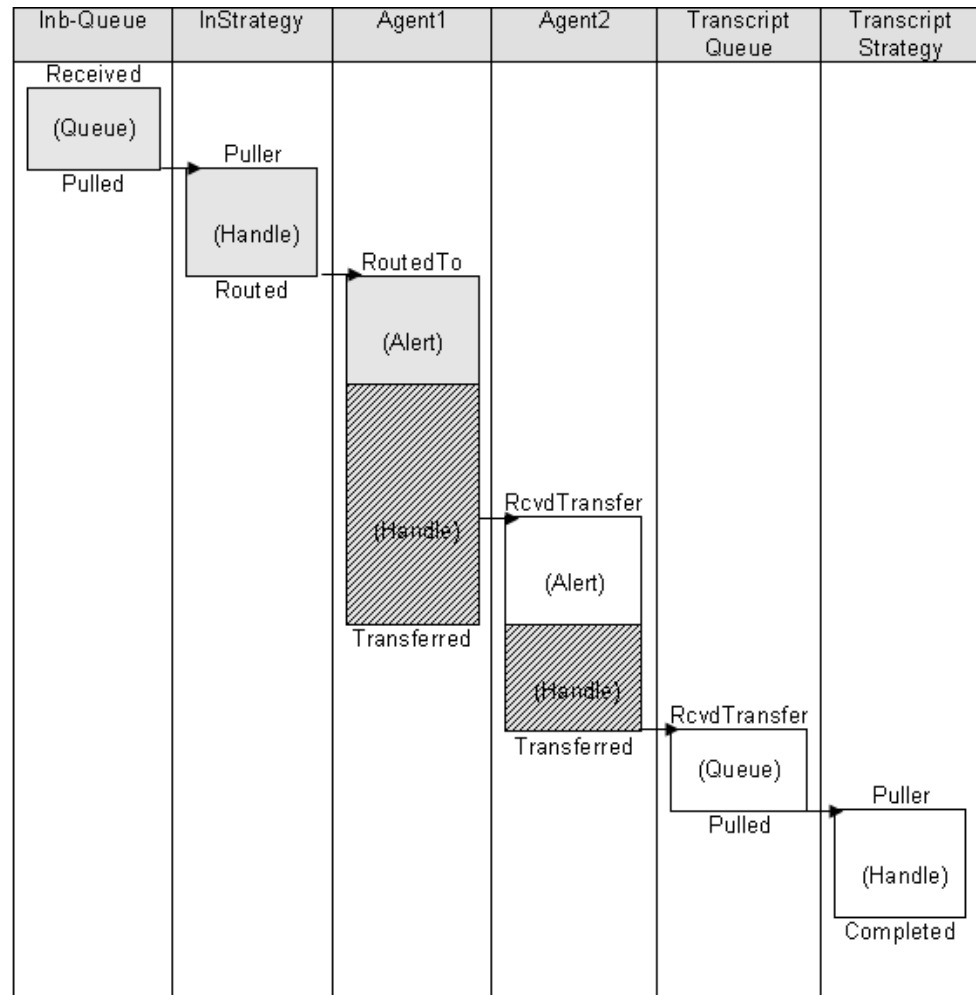 Inb-Queue
InStrategy
Agent1
Agent2
Transcript
Queue
Transcript
Strategy
Received
(Queue)
Pulled
Puller
(Handle)
Routed
RoutedTo
(Alert)
(Handle)
Transferred
RcvdTransfer
(Alert)
(Handle)
Transferred
RcvdTransfer
(Queue)
Pulled
Puller
(Handle)
Completed